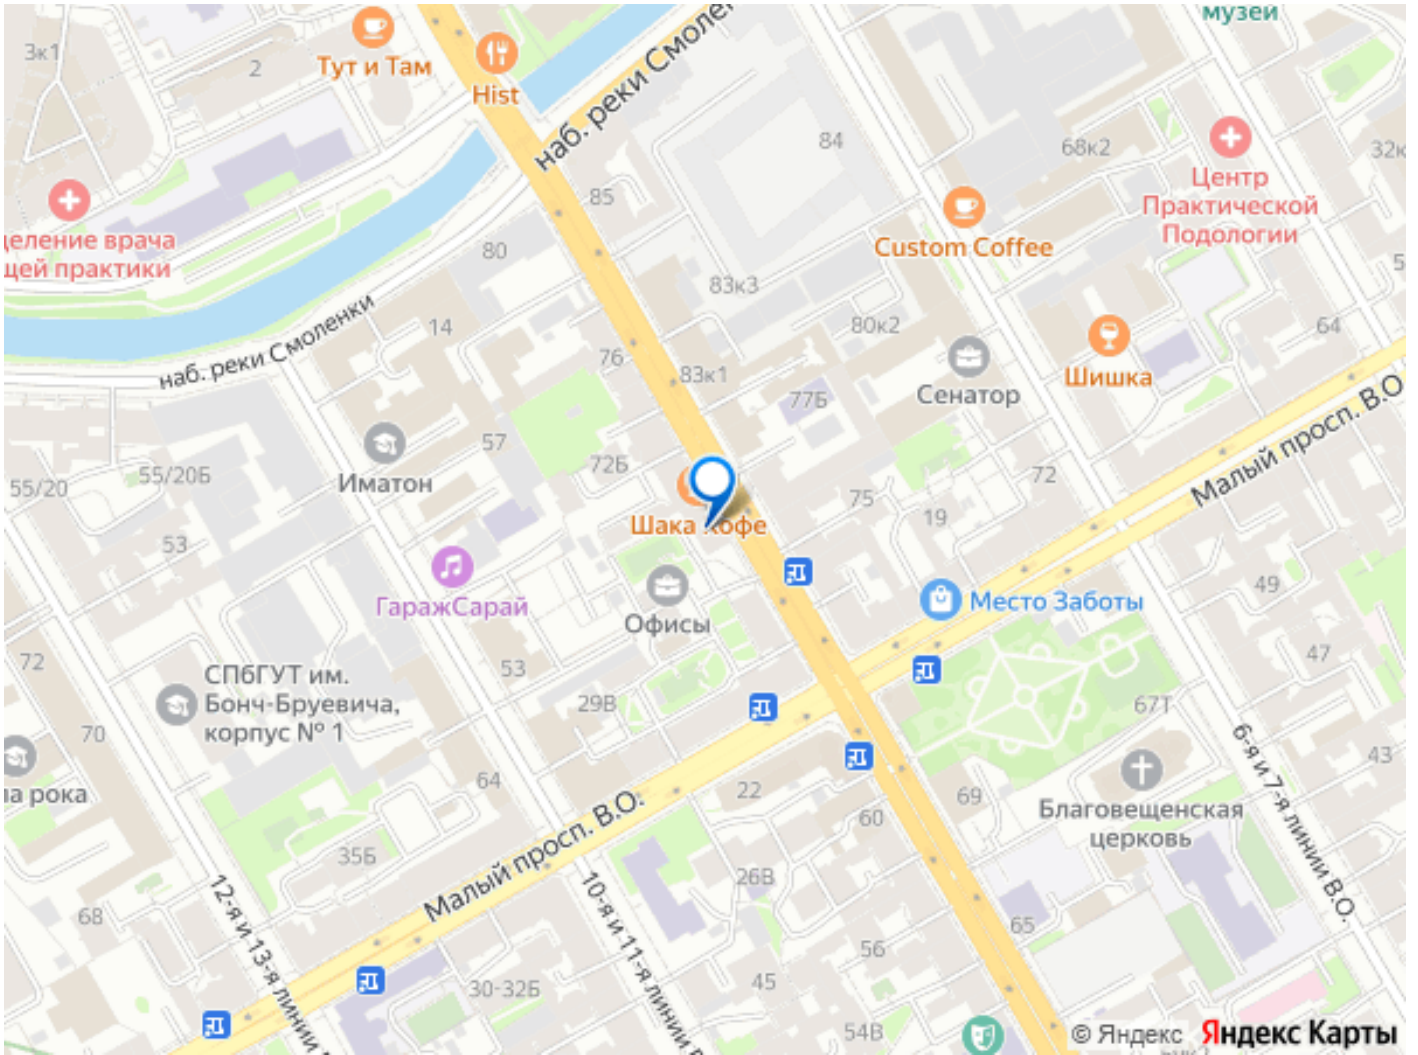 музеи
3к1
2
Тут и Там
Hist
наб. реки Смолен
84
68к2
32к
Центр
Практической
Подологии
85
Custom Coffee
деление врача
щей практики
80
83к3
5
14
наб. реки Смоленки
80к2
64
76
83к1
Шишка
Сенатор
77Б
Малый просп. В.О
57
72Б
72
55/20
55/20Б
Иматон
75
19
Шака Кофе
53
49
ГаражСарай
Место Заботы
Офисы
72
53
47
СПбГУТ им.
Бонч-Бруевича,
корпус № 1
29В
67Т
70
6-я и 7-я линии В.О.
43
ла рока
64
22
69
Благовещенская
церковь
60
35Б
Малый просп. В.О.
26В
68
12-я и 13-я линии
10-я и 11-я линии В
65
56
45
30-32Б
54В
© Яндекс
Яндекс Карты